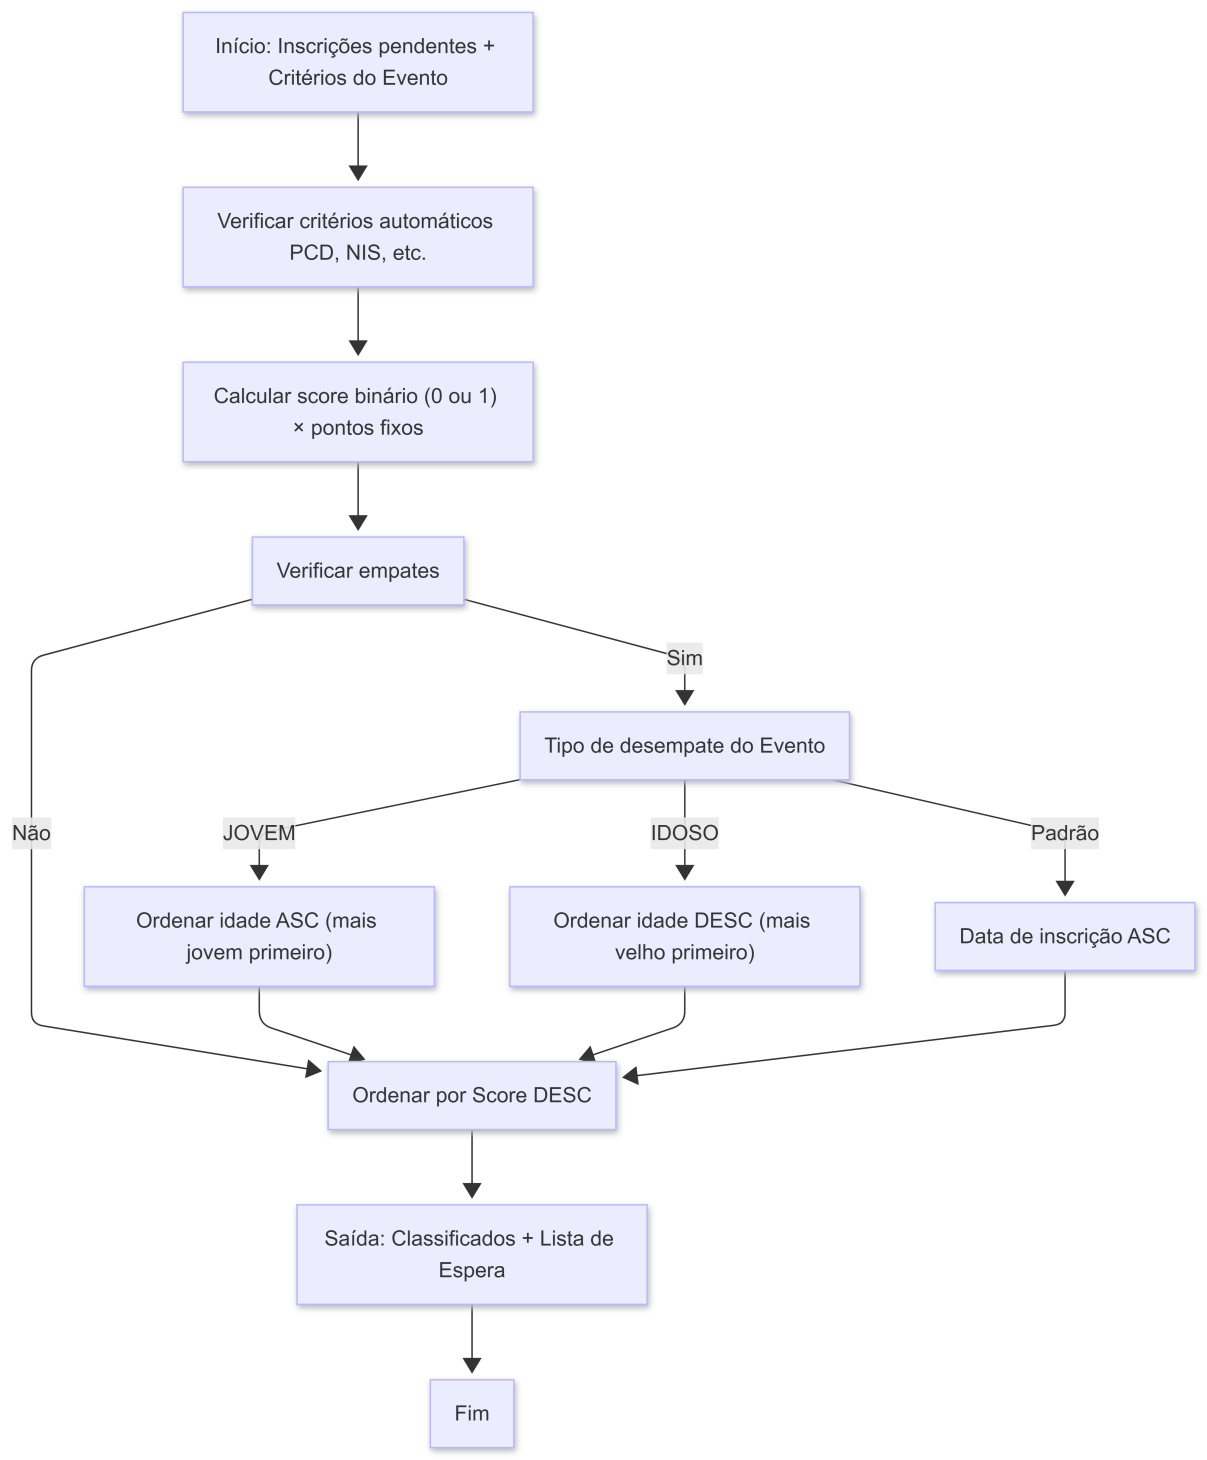 Início: Inscrições pendentes +
Critérios do Evento
Verificar critérios automáticos
PCD, NIS, etc.
Calcular score binário (0 ou 1)
× pontos fixos
Verificar empates
Sim
Tipo de desempate do Evento
Não
JOVEM
IDOSO
Padrão
Ordenar idade ASC (mais
jovem primeiro)
Ordenar idade DESC (mais
velho primeiro)
Data de inscrição ASC
Ordenar por Score DESC
Saída: Classificados + Lista de
Espera
Fim